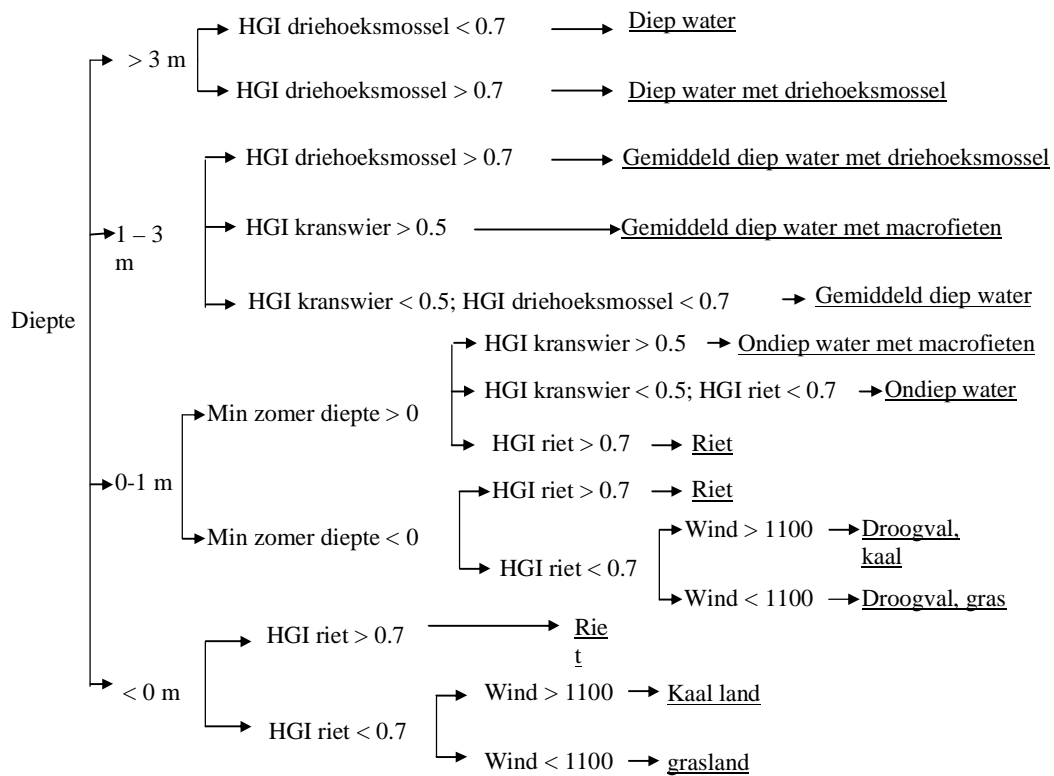 HGI driehoeksmossel < 0.7
Diep water
> 3 m
HGI driehoeksmossel > 0.7
Diep water met driehoeksmossel
HGI driehoeksmossel > 0.7
Gemiddeld diep water met driehoeksmossel
1 – 3
m
HGI kranswier > 0.5
Gemiddeld diep water met macrofieten
HGI kranswier < 0.5; HGI driehoeksmossel < 0.7
Gemiddeld diep water
Diepte
HGI kranswier > 0.5
Ondiep water met macrofieten
Min zomer diepte > 0
HGI kranswier < 0.5; HGI riet < 0.7
Ondiep water
HGI riet > 0.7
Riet
0-1 m
HGI riet > 0.7
Riet
Min zomer diepte < 0
HGI riet < 0.7
Wind > 1100
Droogval,
kaal
Wind < 1100
Droogval, gras
HGI riet > 0.7
Rie
t
< 0 m
HGI riet < 0.7
Wind > 1100
Kaal land
Wind < 1100
grasland